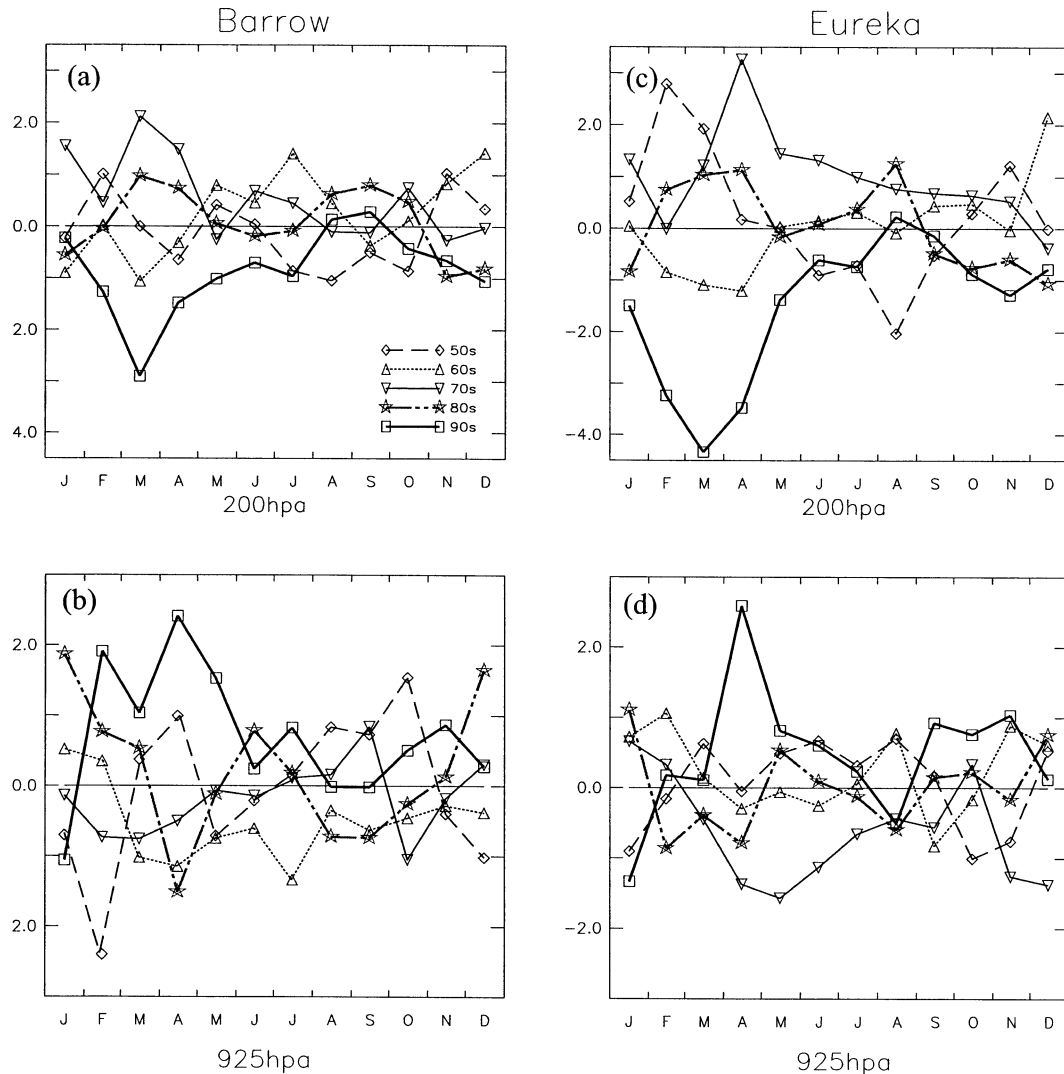 Barrow
(a)
2.0
0.0
2.0
4.0
50s
60s
70s
80s
90s
J F M A M J J A S O N D
200hpa
Eureka
(c)
2.0
0.0
-2.0
-4.0
J F M A M J J A S O N D
200hpa
(b)
2.0
0.0
2.0
J F M A M J J A S O N D
925hpa
(d)
2.0
0.0
-2.0
J F M A M J J A S O N D
925hpa